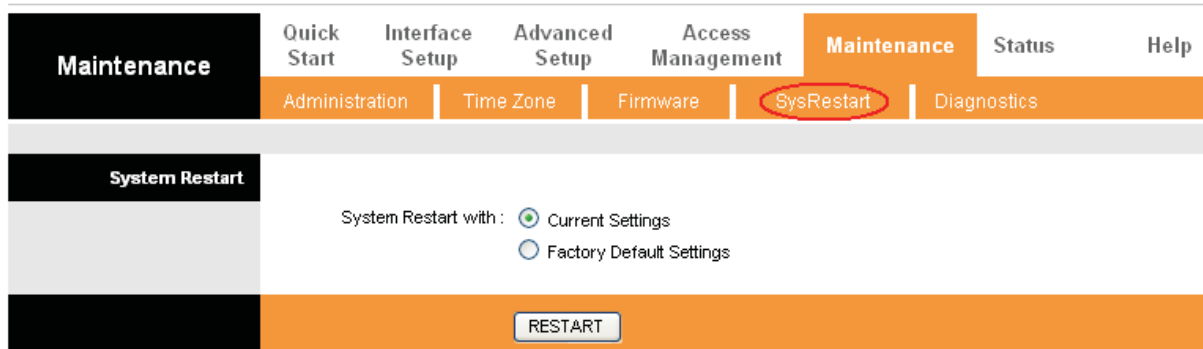 Maintenance
Quick Start
Interface Setup
Advanced Setup
Access Management
Maintenance
Status
Help
Administration
Time Zone
Firmware
SysRestart
Diagnostics
System Restart
System Restart with : Current Settings
Factory Default Settings
RESTART